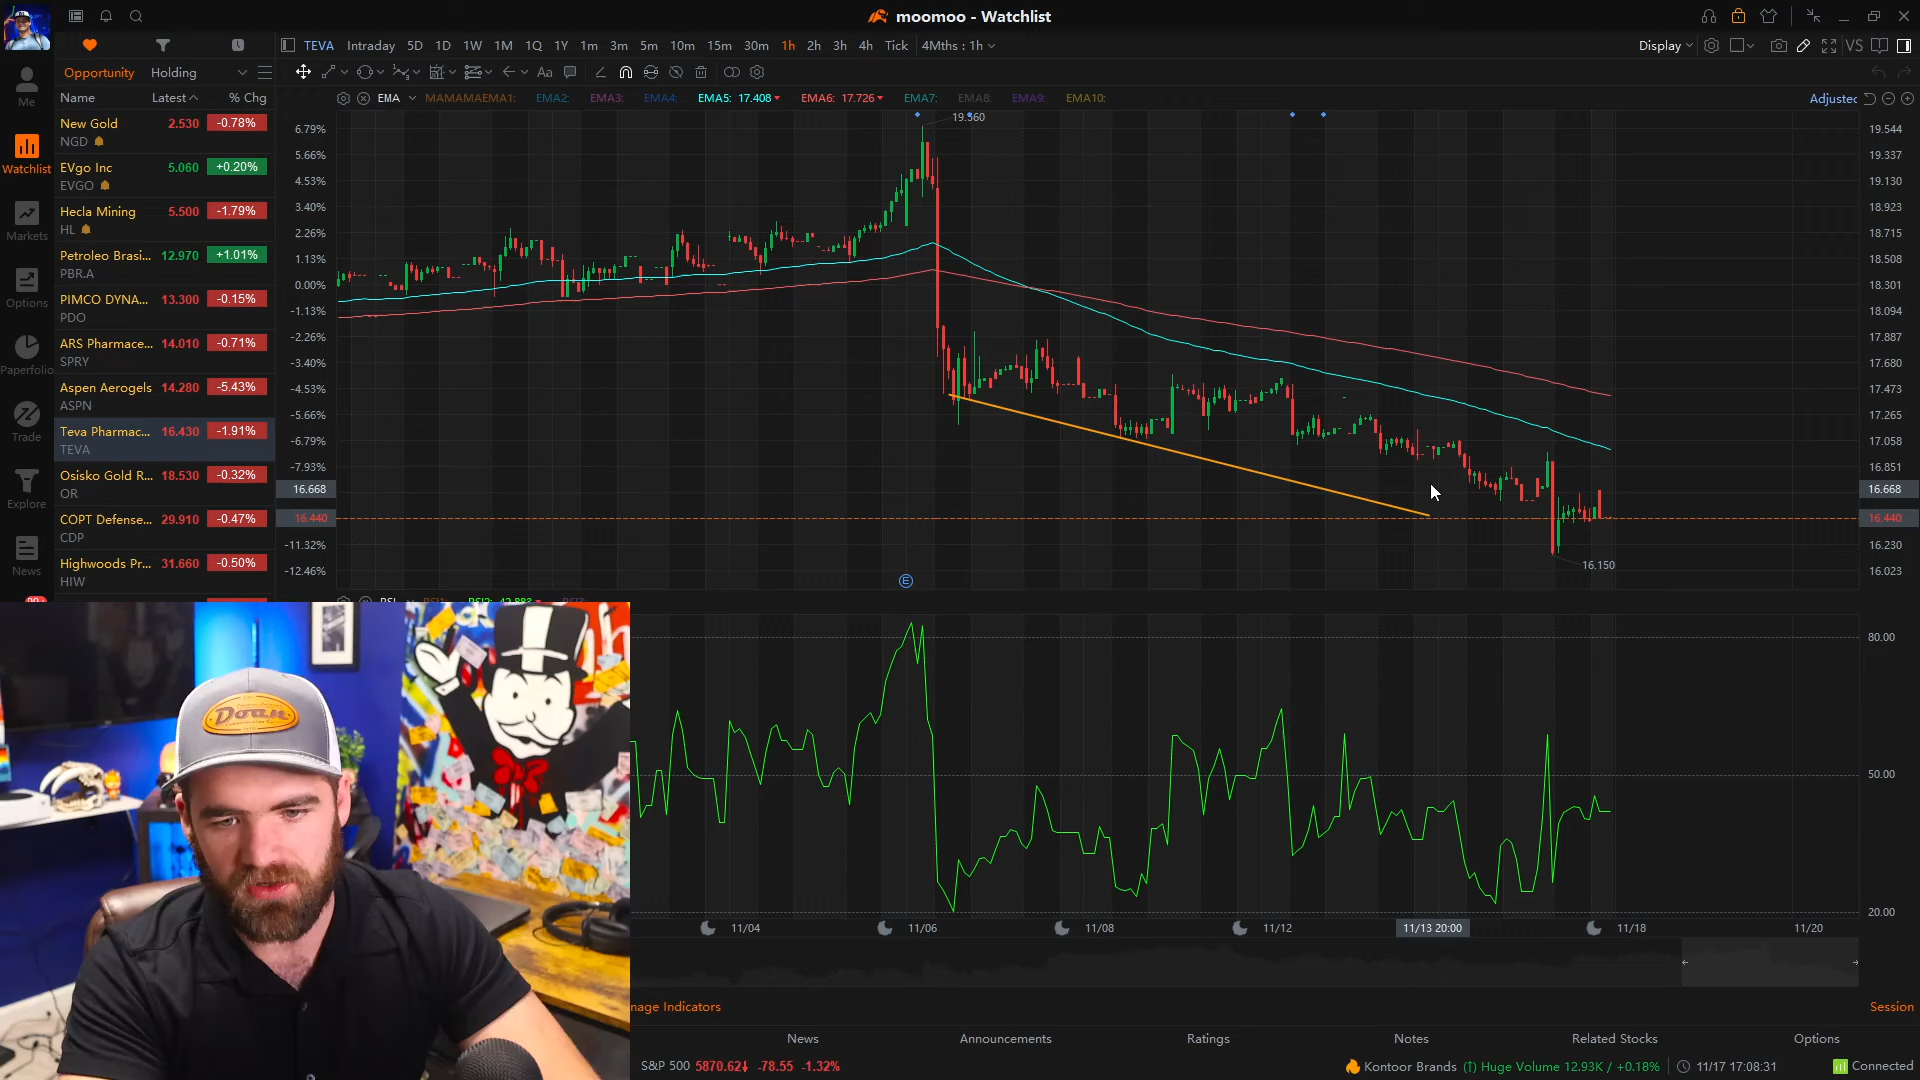 moomoo - Watchlist
TEVA Intraday 5D 1D 1W 1M 1Q 1Y 1m 3m 5m 10m 15m 30m 1h 2h 3h 4h Tick 4Mths : 1h
Display VS
Opportunity Holding
Aa
Name Latest % Chg
EMA MAMAMAEMA1: EMA2: EMA3: EMA4: EMA5: 17.408 EMA6: 17.726 EMA7: EMA8: EMA9: EMA10:
Adjusted
Me
Watchlist
Markets
Options
Paperfolio
Trade
Explore
News
New Gold 2.530 -0.78%
NGD
EVgo Inc 5.060 +0.20%
EVGO
Hecla Mining 5.500 -1.79%
HL
Petroleo Brasi... 12.970 +1.01%
PBR.A
PIMCO DYNA... 13.300 -0.15%
PDO
ARS Pharmace... 14.010 -0.71%
SPRY
Aspen Aerogels 14.280 -5.43%
ASPN
Teva Pharmac... 16.430 -1.91%
TEVA
Osisko Gold R... 18.530 -0.32%
OR
COPT Defense... 29.910 -0.47%
CDP
Highwoods Pr... 31.660 -0.50%
HIW
6.79%
5.66%
4.53%
3.40%
2.26%
1.13%
0.00%
-1.13%
-2.26%
-3.40%
-4.53%
-5.66%
-6.79%
-7.93%
16.668
16.440
-11.32%
-12.46%
19.360
16.150
E
19.544
19.337
19.130
18.923
18.715
18.508
18.301
18.094
17.887
17.680
17.473
17.265
17.058
16.851
16.668
16.440
16.230
16.023
80.00
50.00
20.00
11/04 11/06 11/08 11/12 11/13 20:00 11/18 11/20
Doan
nage Indicators
Session
News Announcements Ratings Notes Related Stocks Options
S&P 500 5870.62 -78.55 -1.32%
Kontoor Brands Huge Volume 12.93K / +0.18% 11/17 17:08:31 Connected